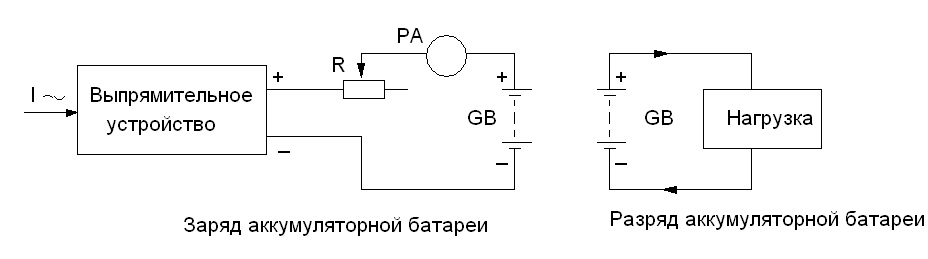 PA
R
I ~
Выпрямительное
устройство
+
−
+
GB
−
+
GB
−
Нагрузка
Заряд аккумуляторной батареи
Разряд аккумуляторной батареи